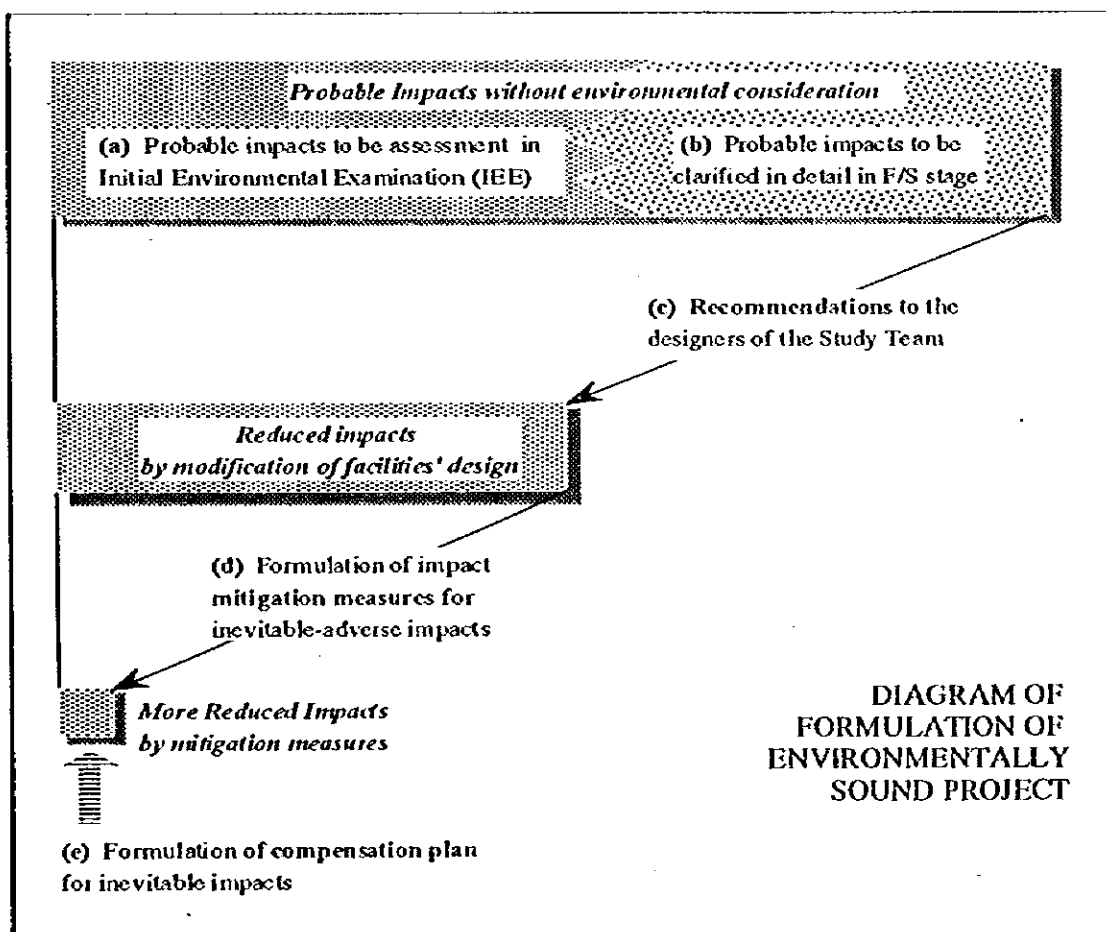 Probable Impacts without environmental consideration
(a) Probable impacts to be assessment in
Initial Environmental Examination (IEE)
(b) Probable impacts to be
clarified in detail in F/S stage
(c) Recommendations to the
designers of the Study Team
Reduced impacts
by modification of facilities' design
(d) Formulation of impact
mitigation measures for
inevitable-adverse impacts
More Reduced Impacts
by mitigation measures
DIAGRAM OF
FORMULATION OF
ENVIRONMENTALLY
SOUND PROJECT
(e) Formulation of compensation plan
for inevitable impacts